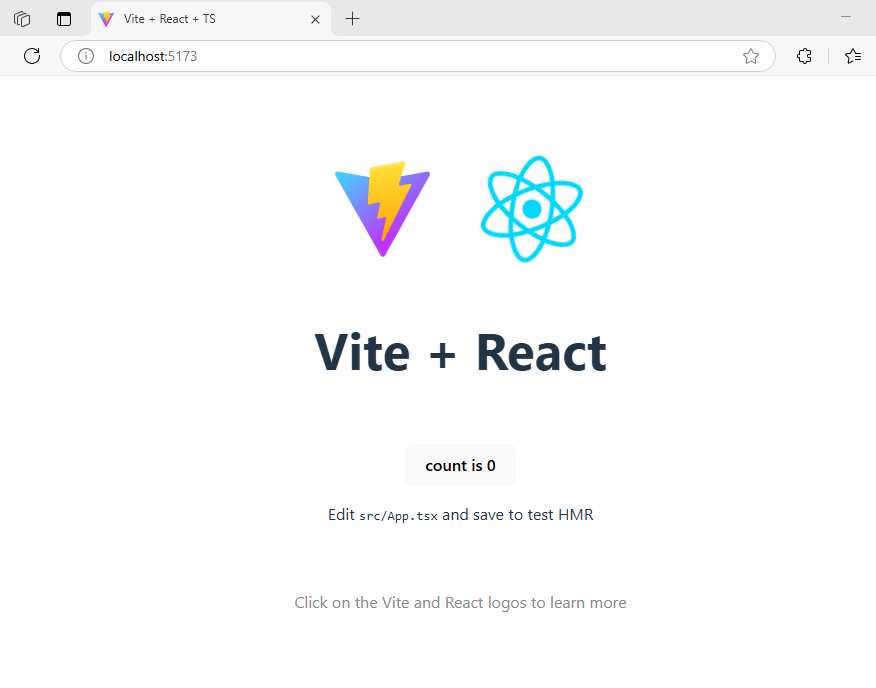 Vite + React + TS
localhost:5173
Vite + React
count is 0
Edit src/App.tsx and save to test HMR
Click on the Vite and React logos to learn more